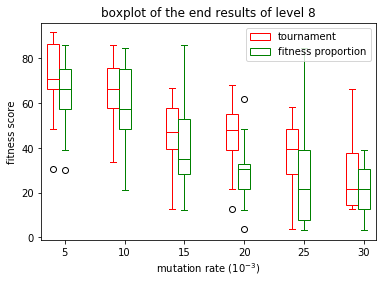 boxplot of the end results of level 8
tournament
fitness proportion
fitness score
80
60
40
20
0
5 10 15 20 25 30
mutation rate (10⁻³)